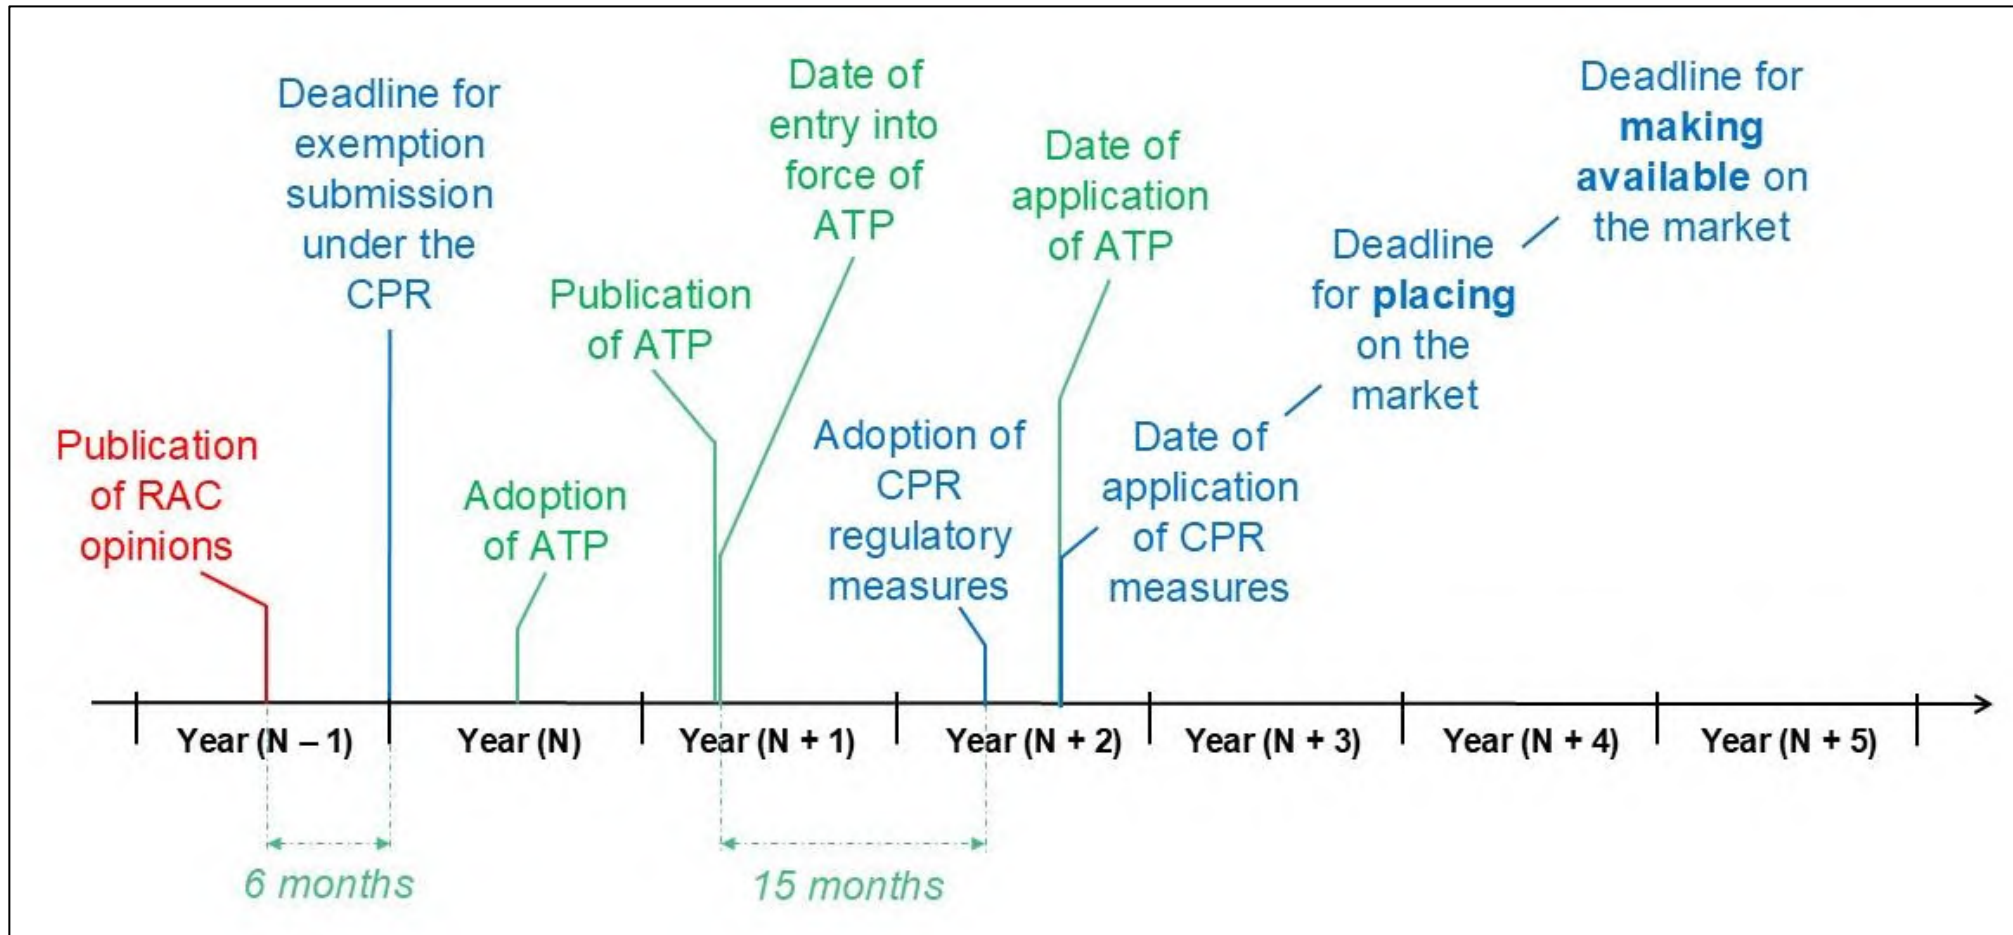 Publication
of RAC
opinions
Deadline for
exemption
submission
under the
CPR
Adoption
of ATP
Publication
of ATP
Date of
entry into
force of
ATP
Adoption of
CPR
regulatory
measures
Date of
application
of ATP
Date of
application
of CPR
measures
Deadline
for placing
on the
market
Deadline for
making
available on
the market
Year (N – 1)
Year (N)
Year (N + 1)
Year (N + 2)
Year (N + 3)
Year (N + 4)
Year (N + 5)
6 months
15 months